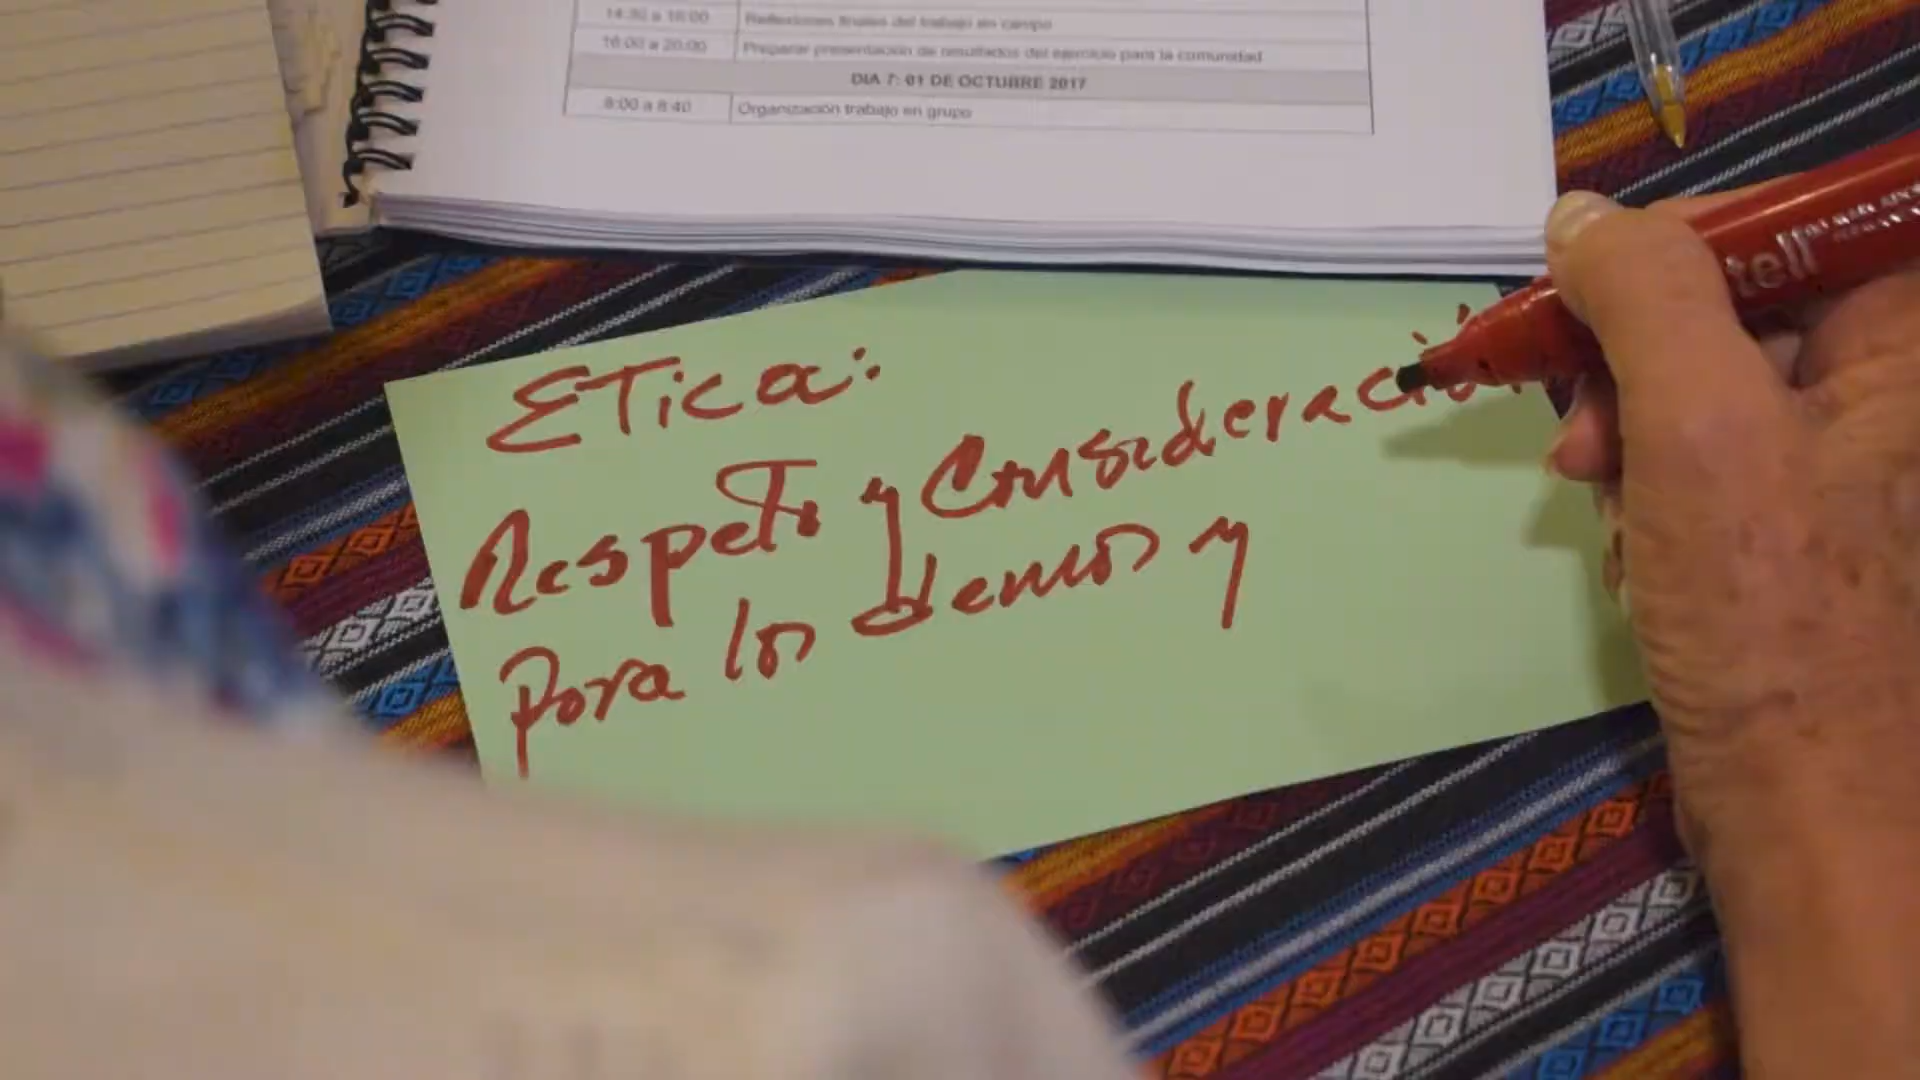 14:30 a 16:00 Reflexiones finales del trabajo en campo
16:00 a 20:00 Preparar presentación de resultados del ejercicio para la comunidad
DIA 7: 01 DE OCTUBRE 2017
8:00 a 8:40 Organización trabajo en grupo
ETica:
Respeto y Consideración
para los demás y
tell